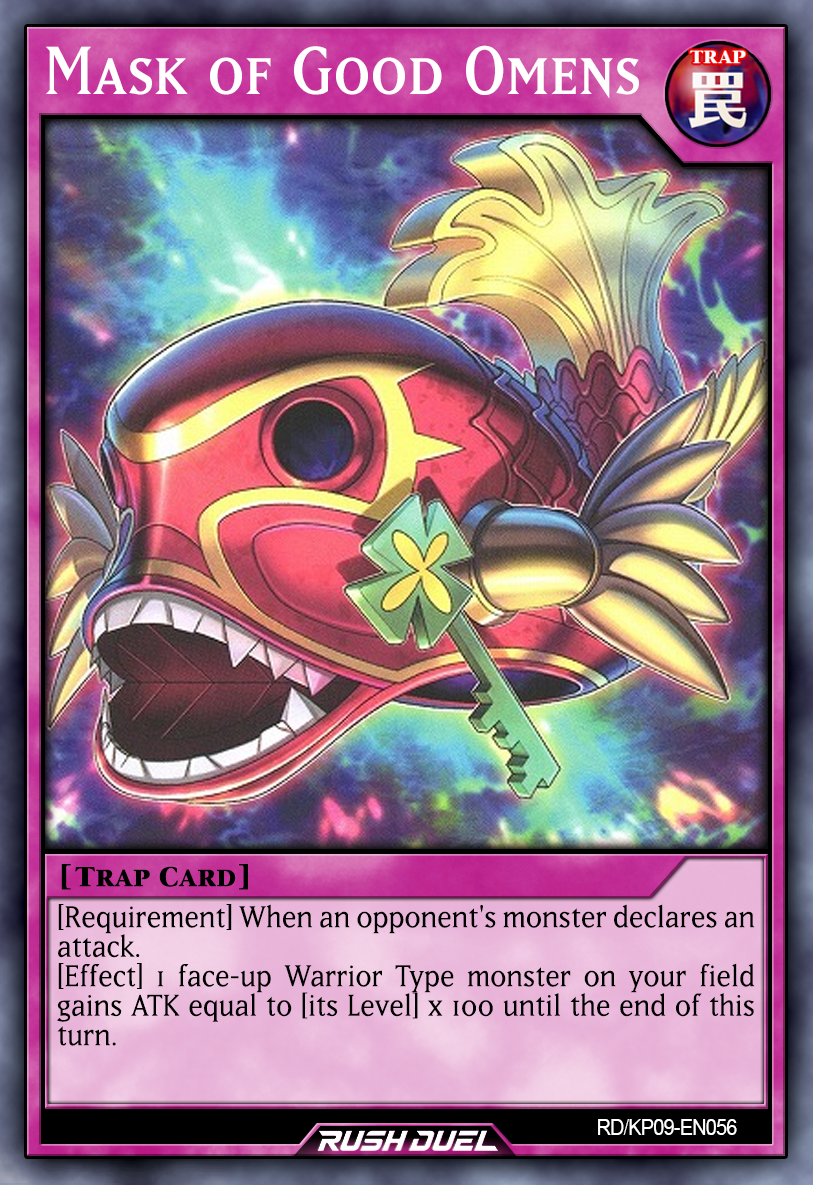 Mask of Good Omens
TRAP
罠
[Trap Card]
[Requirement] When an opponent's monster declares an
attack.
[Effect] 1 face-up Warrior Type monster on your field
gains ATK equal to [its Level] x 100 until the end of this
turn.
RD/KP09-EN056
RUSH DUEL